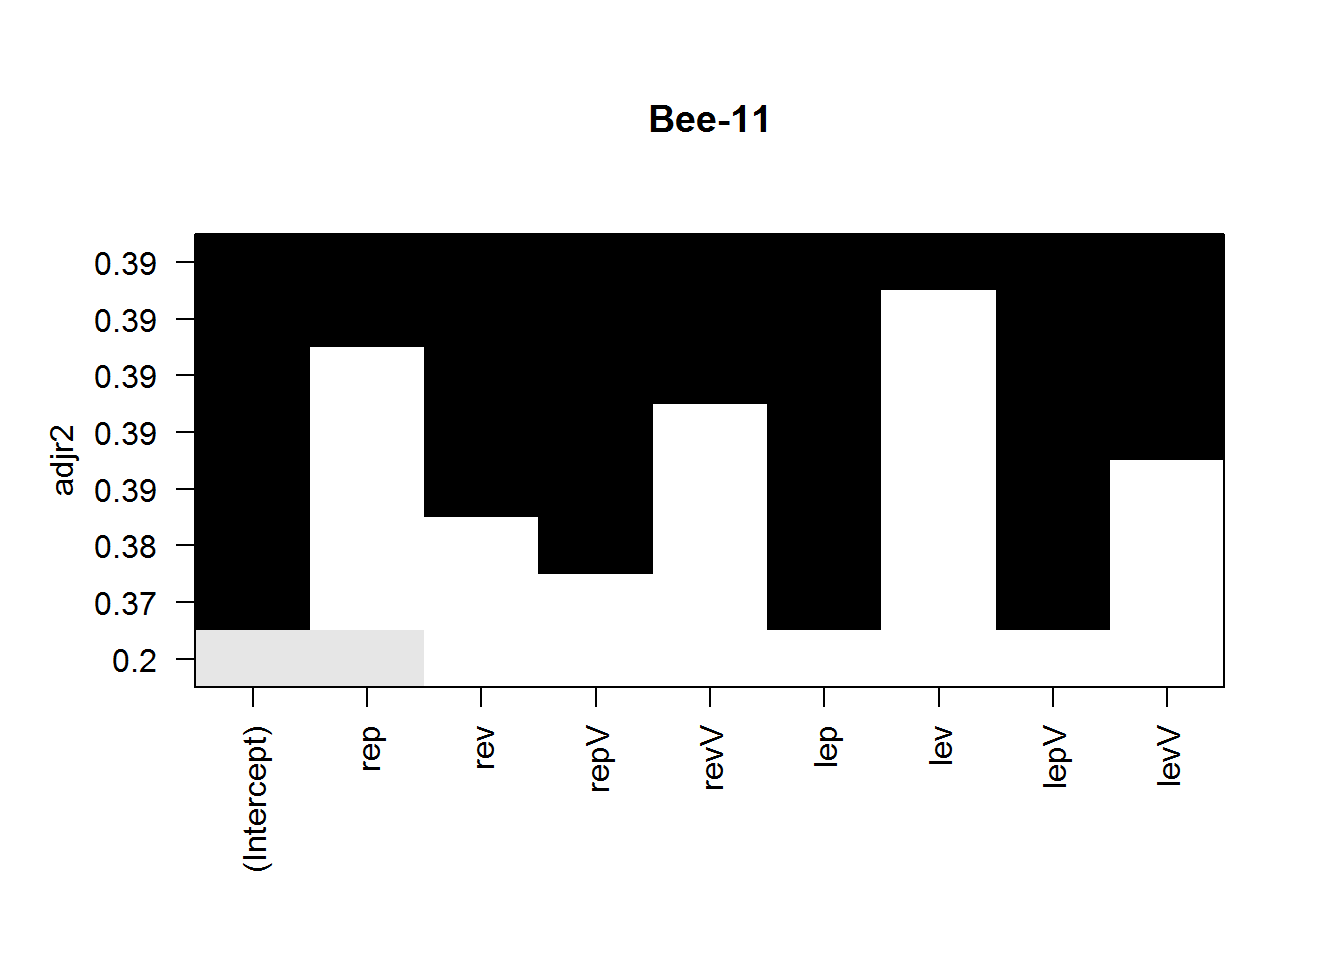 Bee-11
adjr2
0.39
0.39
0.39
0.39
0.39
0.38
0.37
0.2
(Intercept)
rep
rev
repV
revV
lep
lev
lepV
levV